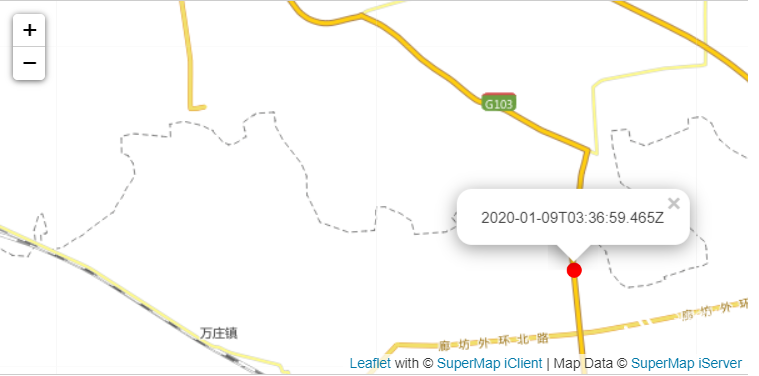 +
−
G103
×
2020-01-09T03:36:59.465Z
万庄镇
廊坊外环北路
廊坊外环
Leaflet with © SuperMap iClient | Map Data © SuperMap iServer